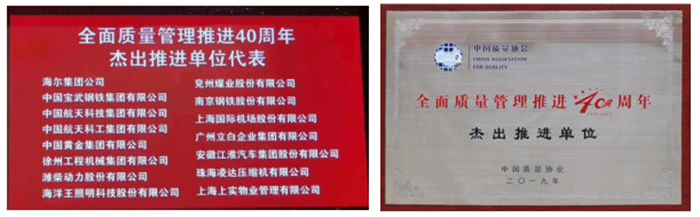 全面质量管理推进40周年
杰出推进单位代表
海尔集团公司
中国宝武钢铁集团有限公司
中国航天科技集团有限公司
中国航天科工集团有限公司
中国黄金集团有限公司
徐州工程机械集团有限公司
潍柴动力股份有限公司
海洋王照明科技股份有限公司
兖州煤业股份有限公司
南京钢铁股份有限公司
上海国际机场股份有限公司
广州立白企业集团有限公司
安徽江淮汽车集团股份有限公司
珠海凌达压缩机有限公司
上海上实物业管理有限公司
中国质量协会
CHINA ASSOCIATION
FOR QUALITY
全面质量管理推进40周年
杰出推进单位
中国质量协会
二〇一九年